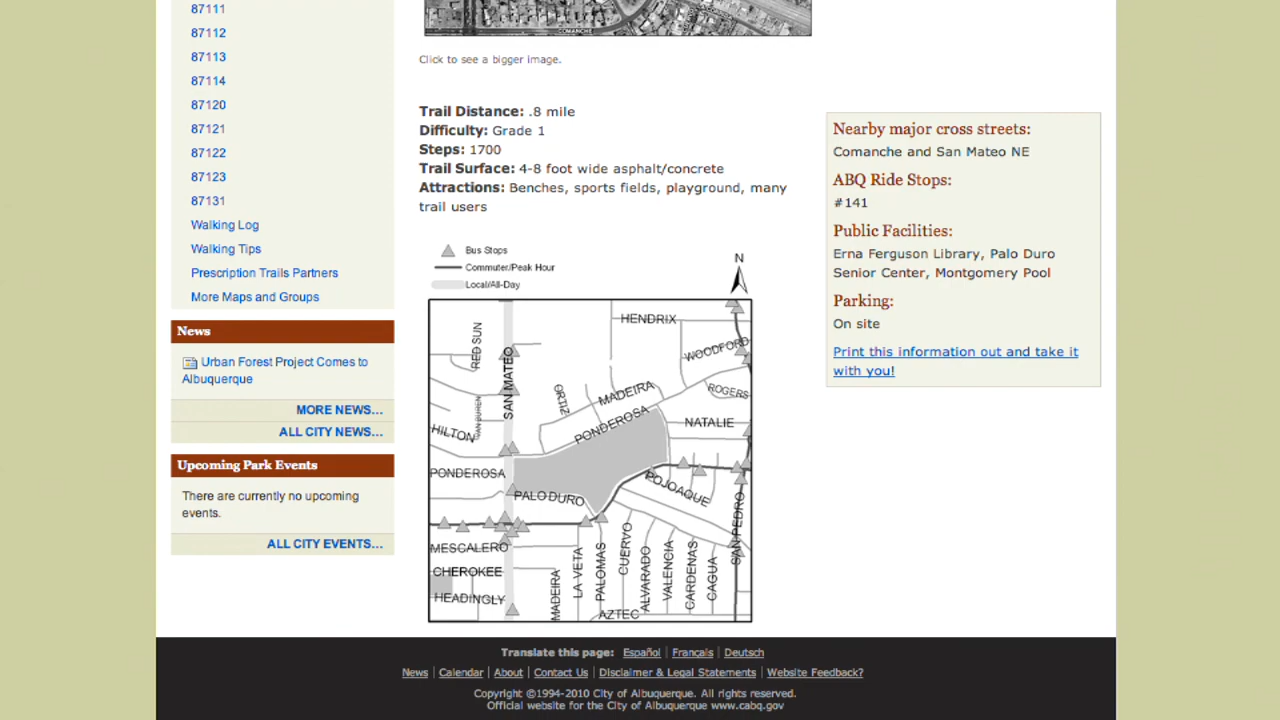 87111
87112
87113
87114
87120
87121
87122
87123
87131
Walking Log
Walking Tips
Prescription Trails Partners
More Maps and Groups
News
Urban Forest Project Comes to
Albuquerque
MORE NEWS...
ALL CITY NEWS...
Upcoming Park Events
There are currently no upcoming
events.
ALL CITY EVENTS...
COMANCHE
Click to see a bigger image.
Trail Distance: .8 mile
Difficulty: Grade 1
Steps: 1700
Trail Surface: 4-8 foot wide asphalt/concrete
Attractions: Benches, sports fields, playground, many
trail users
Bus Stops
Commuter/Peak Hour
Local/All-Day
N
HENDRIX
RED SUN
SAN MATEO
WOODFORD
ORTIZ
MADEIRA
ROGERS
VAN BUREN
HILTON
PONDEROSA
NATALIE
PONDEROSA
PALO DURO
POJOAQUE
SAN PEDRO
MESCALERO
CHEROKEE
HEADINGLY
MADEIRA
LA VETA
PALOMAS
CUERVO
ALVARADO
VALENCIA
CARDENAS
CAGUA
AZTEC
Nearby major cross streets:
Comanche and San Mateo NE
ABQ Ride Stops:
#141
Public Facilities:
Erna Ferguson Library, Palo Duro
Senior Center, Montgomery Pool
Parking:
On site
Print this information out and take it
with you!
Translate this page: Español | Français | Deutsch
News | Calendar | About | Contact Us | Disclaimer & Legal Statements | Website Feedback?
Copyright ©1994-2010 City of Albuquerque. All rights reserved.
Official website for the City of Albuquerque www.cabq.gov